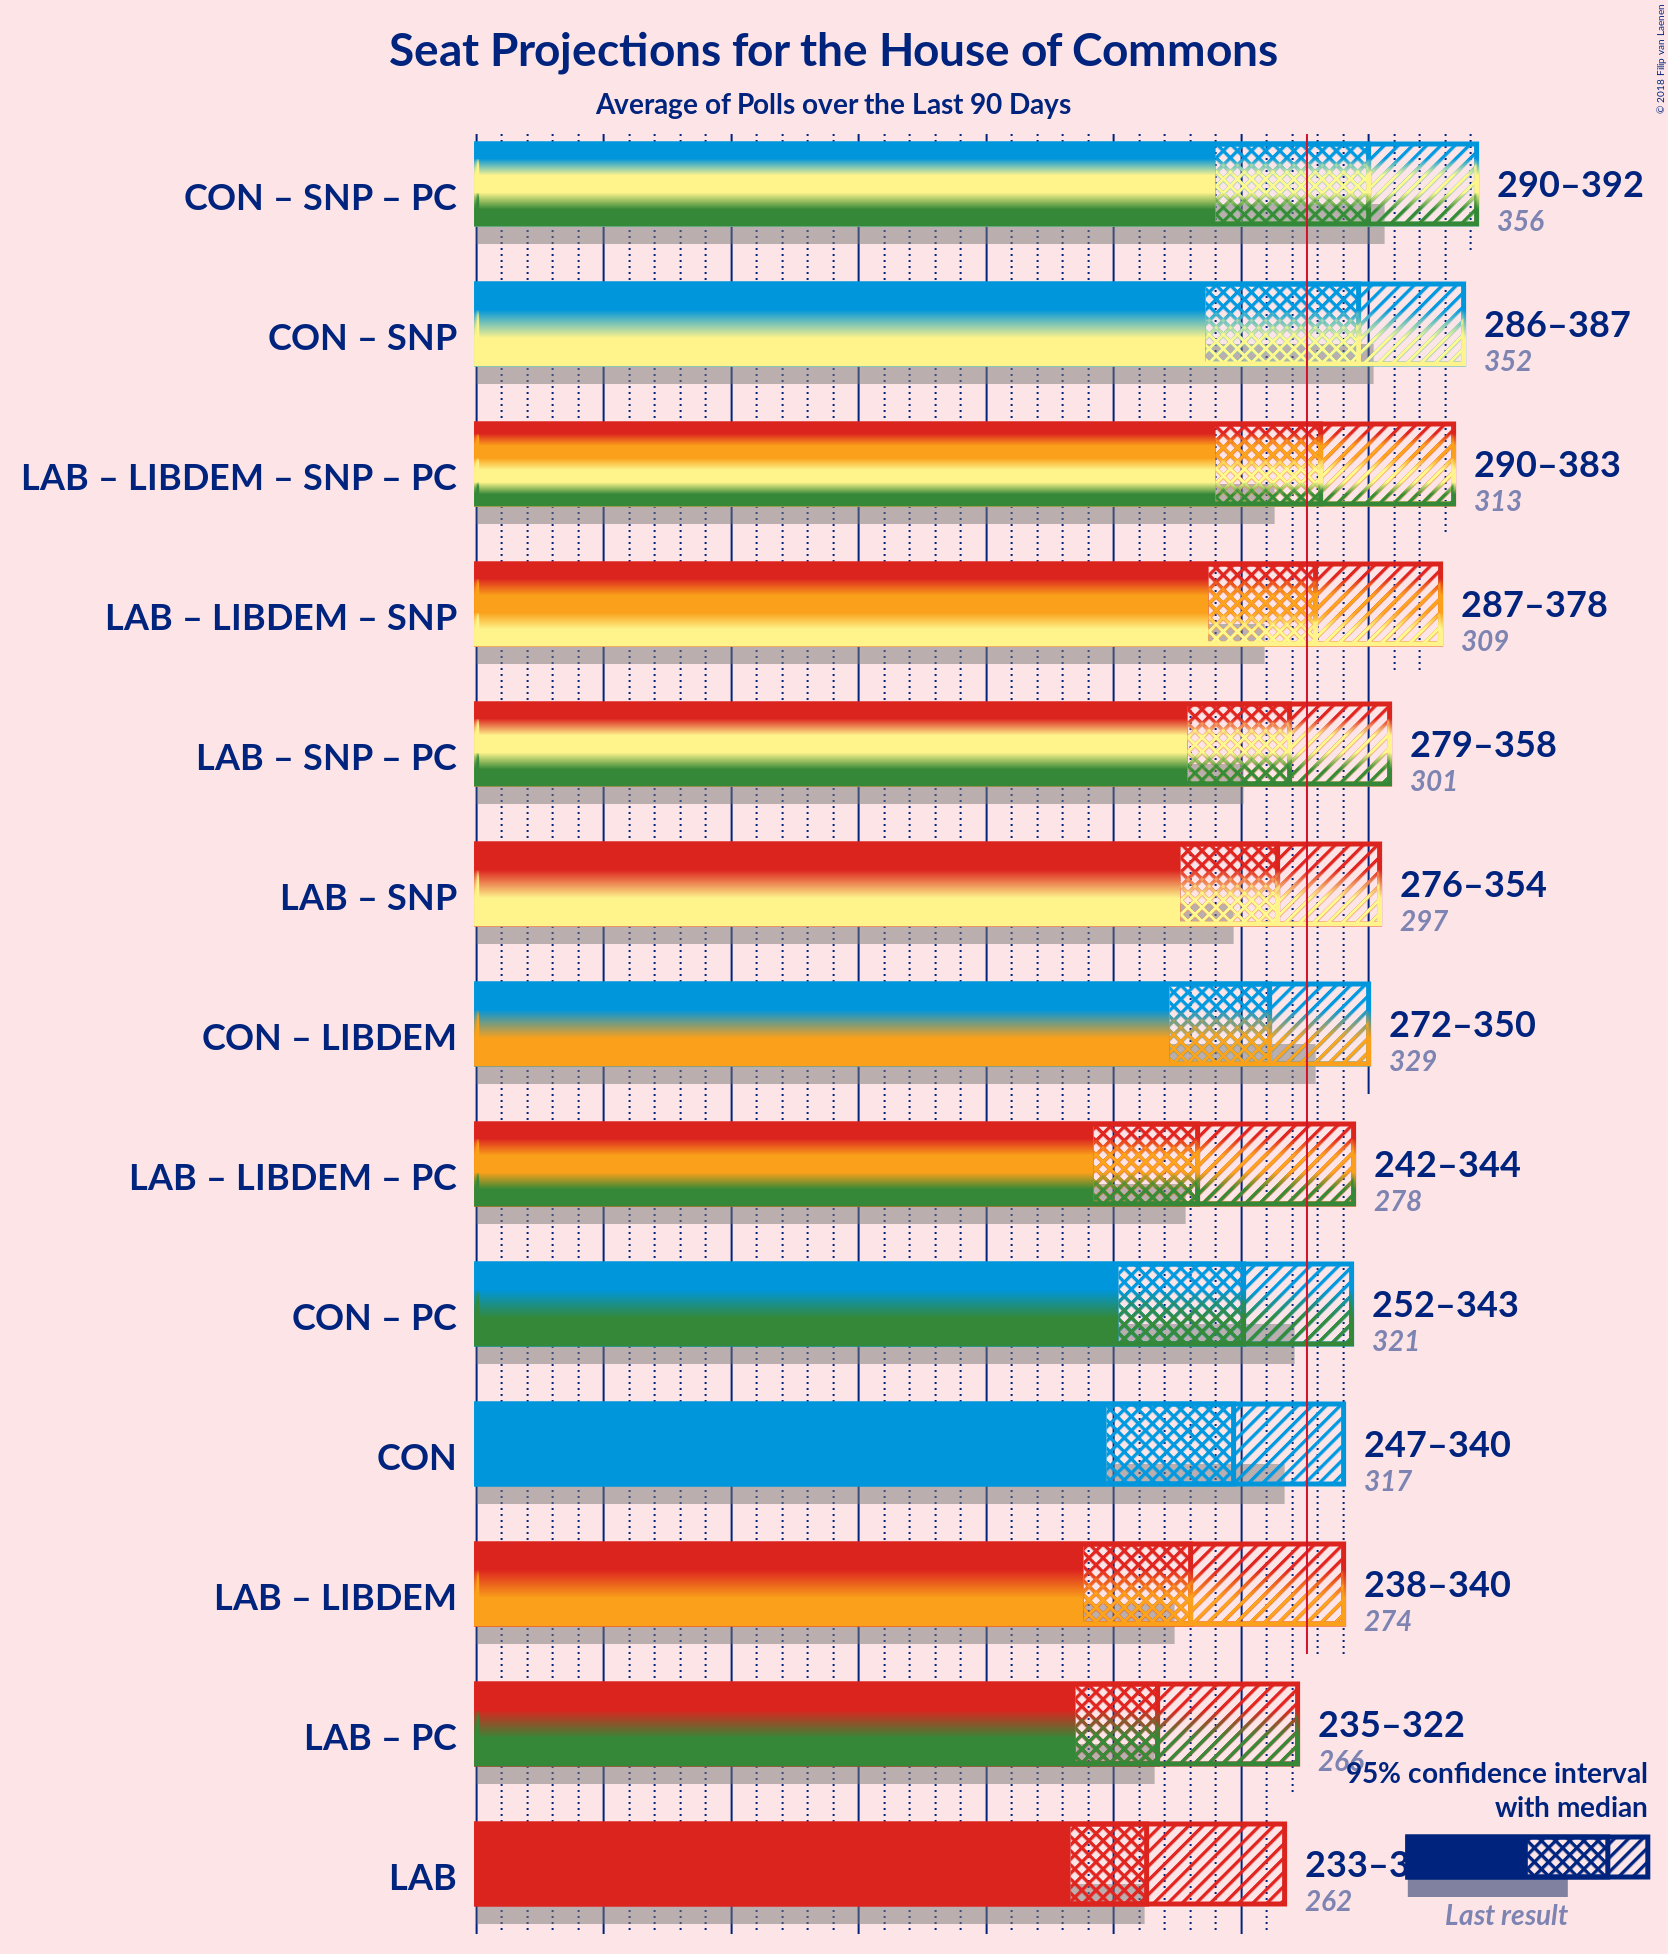 Seat Projections for the House of Commons
Average of Polls over the Last 90 Days
© 2018 Filip van Laenen
CON – SNP – PC
290–392
356
CON – SNP
286–387
352
LAB – LIBDEM – SNP – PC
290–383
313
LAB – LIBDEM – SNP
287–378
309
LAB – SNP – PC
279–358
301
LAB – SNP
276–354
297
CON – LIBDEM
272–350
329
LAB – LIBDEM – PC
242–344
278
CON – PC
252–343
321
CON
247–340
317
LAB – LIBDEM
238–340
274
LAB – PC
235–322
266
95% confidence interval
with median
LAB
233–3
262
Last result